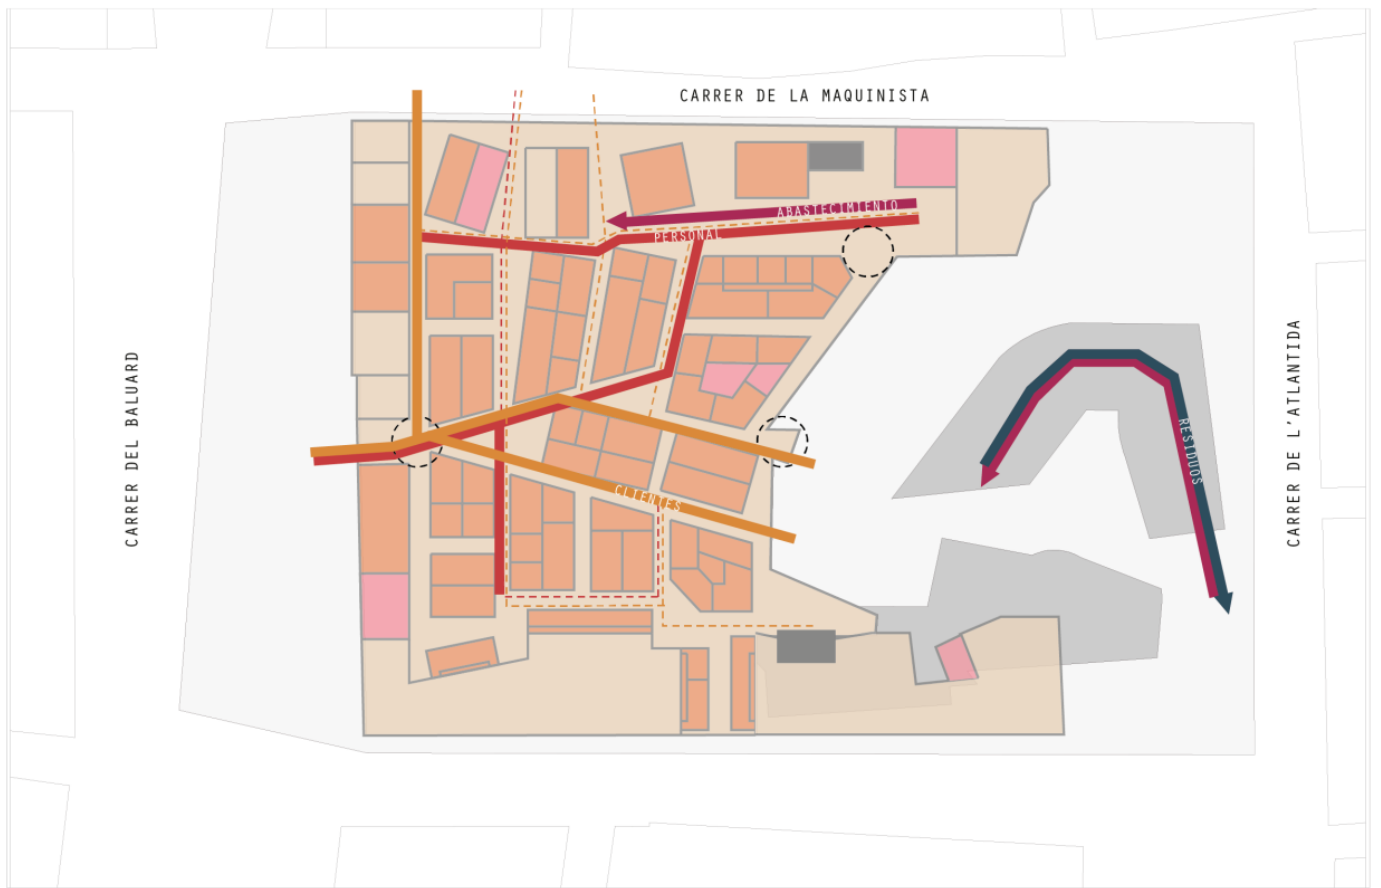 CARRER DE LA MAQUINISTA
ABASTECIMIENTO
PERSONAL
CARRER DEL BALUARD
CLIENTES
RESIDUOS
CARRER DE L'ATLANTIDA